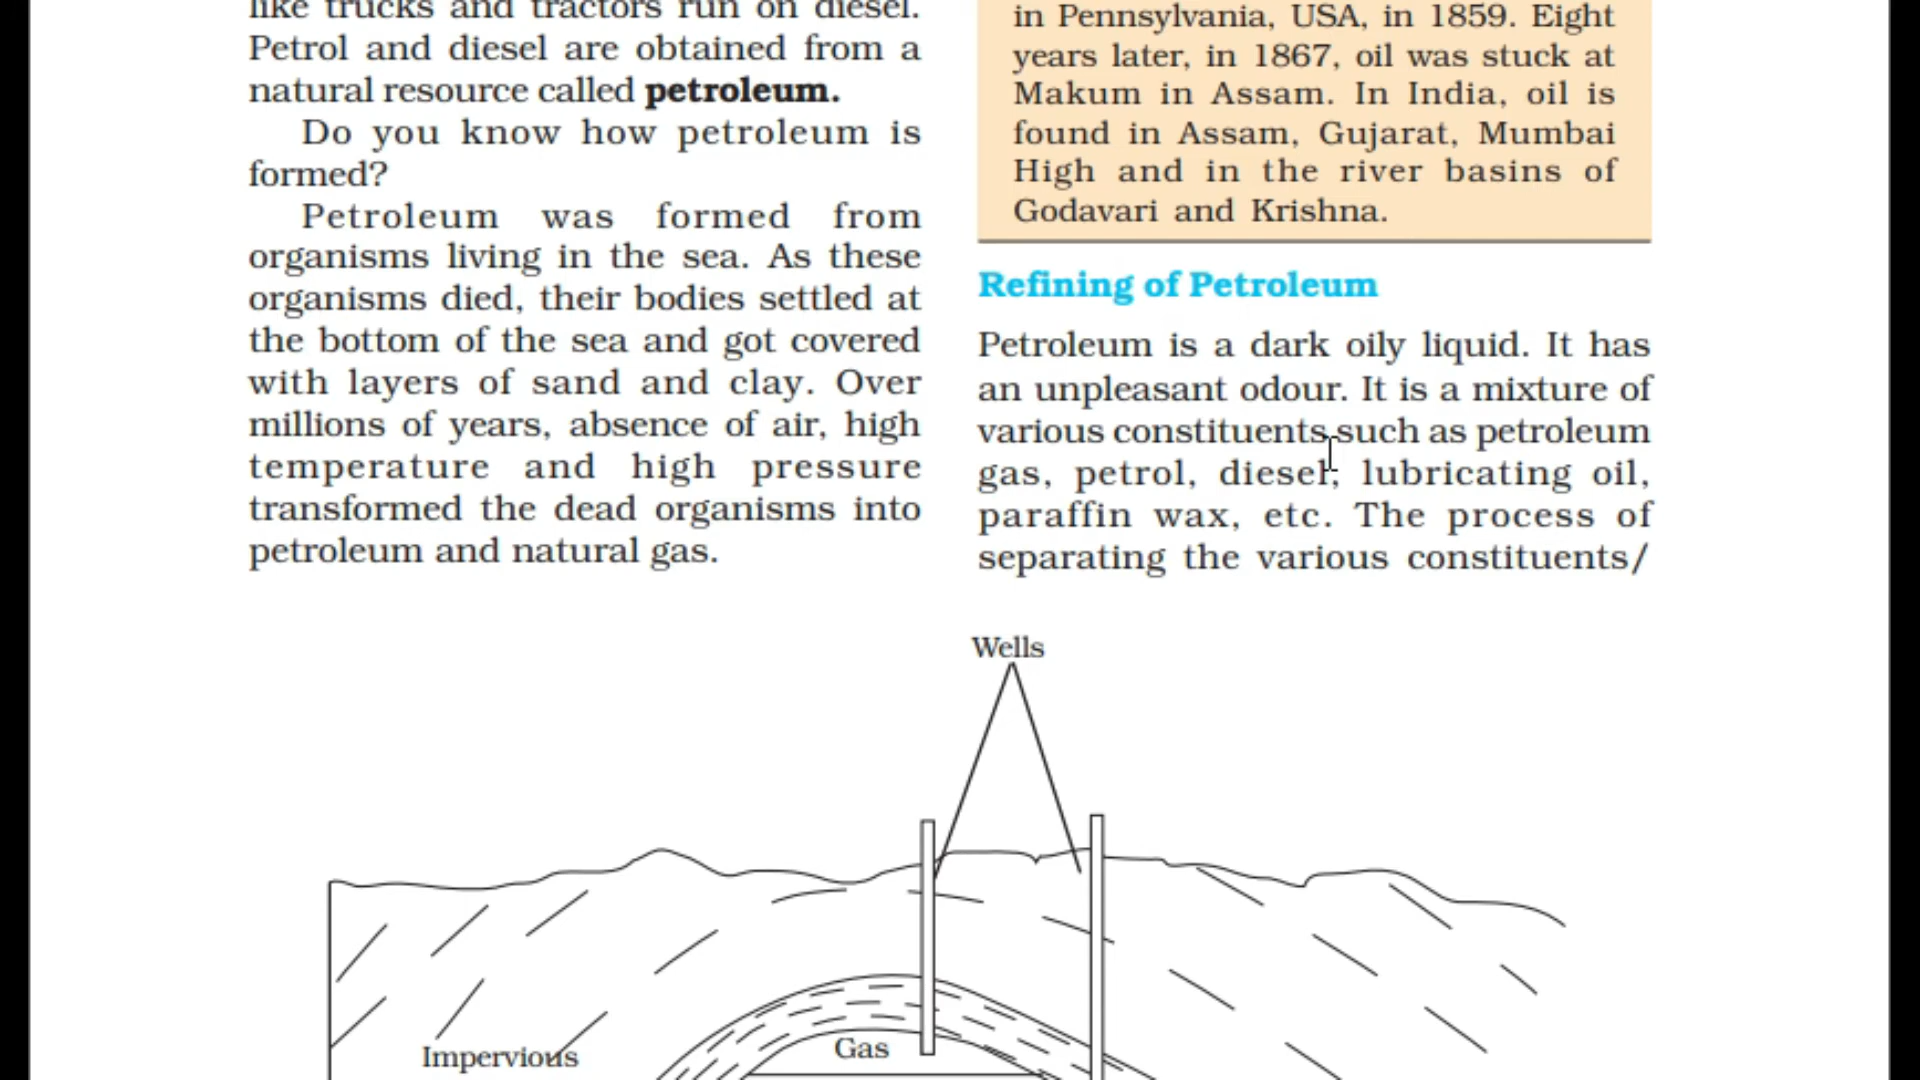 like trucks and tractors run on diesel.
Petrol and diesel are obtained from a
natural resource called petroleum.
Do you know how petroleum is
formed?
Petroleum was formed from
organisms living in the sea. As these
organisms died, their bodies settled at
the bottom of the sea and got covered
with layers of sand and clay. Over
millions of years, absence of air, high
temperature and high pressure
transformed the dead organisms into
petroleum and natural gas.
in Pennsylvania, USA, in 1859. Eight
years later, in 1867, oil was stuck at
Makum in Assam. In India, oil is
found in Assam, Gujarat, Mumbai
High and in the river basins of
Godavari and Krishna.
Refining of Petroleum
Petroleum is a dark oily liquid. It has
an unpleasant odour. It is a mixture of
various constituents such as petroleum
gas, petrol, diesel, lubricating oil,
paraffin wax, etc. The process of
separating the various constituents/
Wells
Gas
Impervious